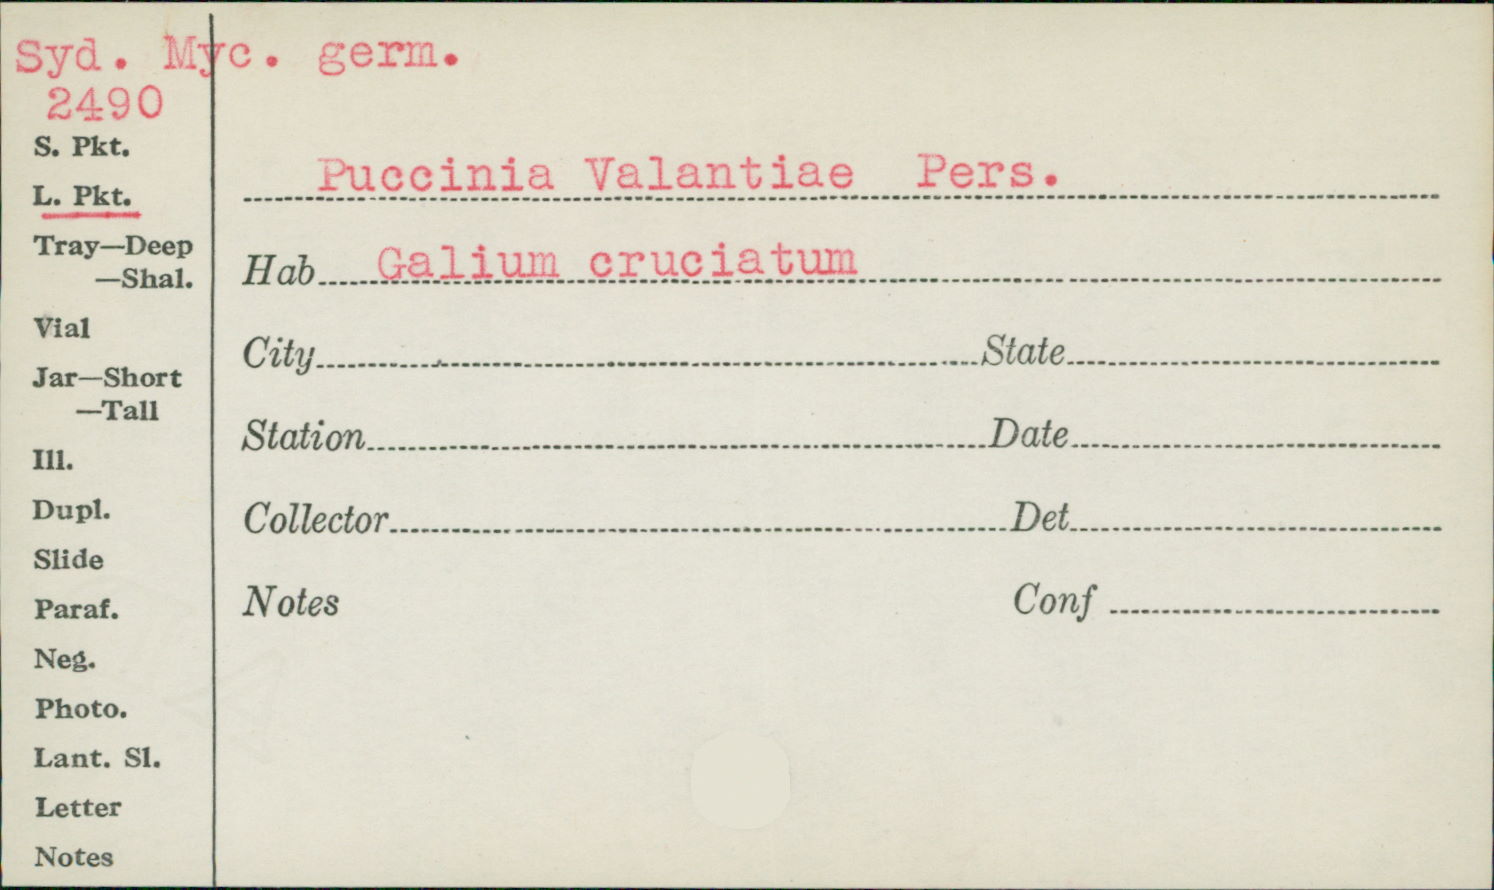 Syd. Myc. germ.
2490
S. Pkt.
L. Pkt.
Tray—Deep
—Shal.
Vial
Jar—Short
—Tall
Ill.
Dupl.
Slide
Paraf.
Neg.
Photo.
Lant. Sl.
Letter
Notes
Puccinia Valantiae Pers.
Hab Galium cruciatum
City State
Station Date
Collector Det
Notes Conf